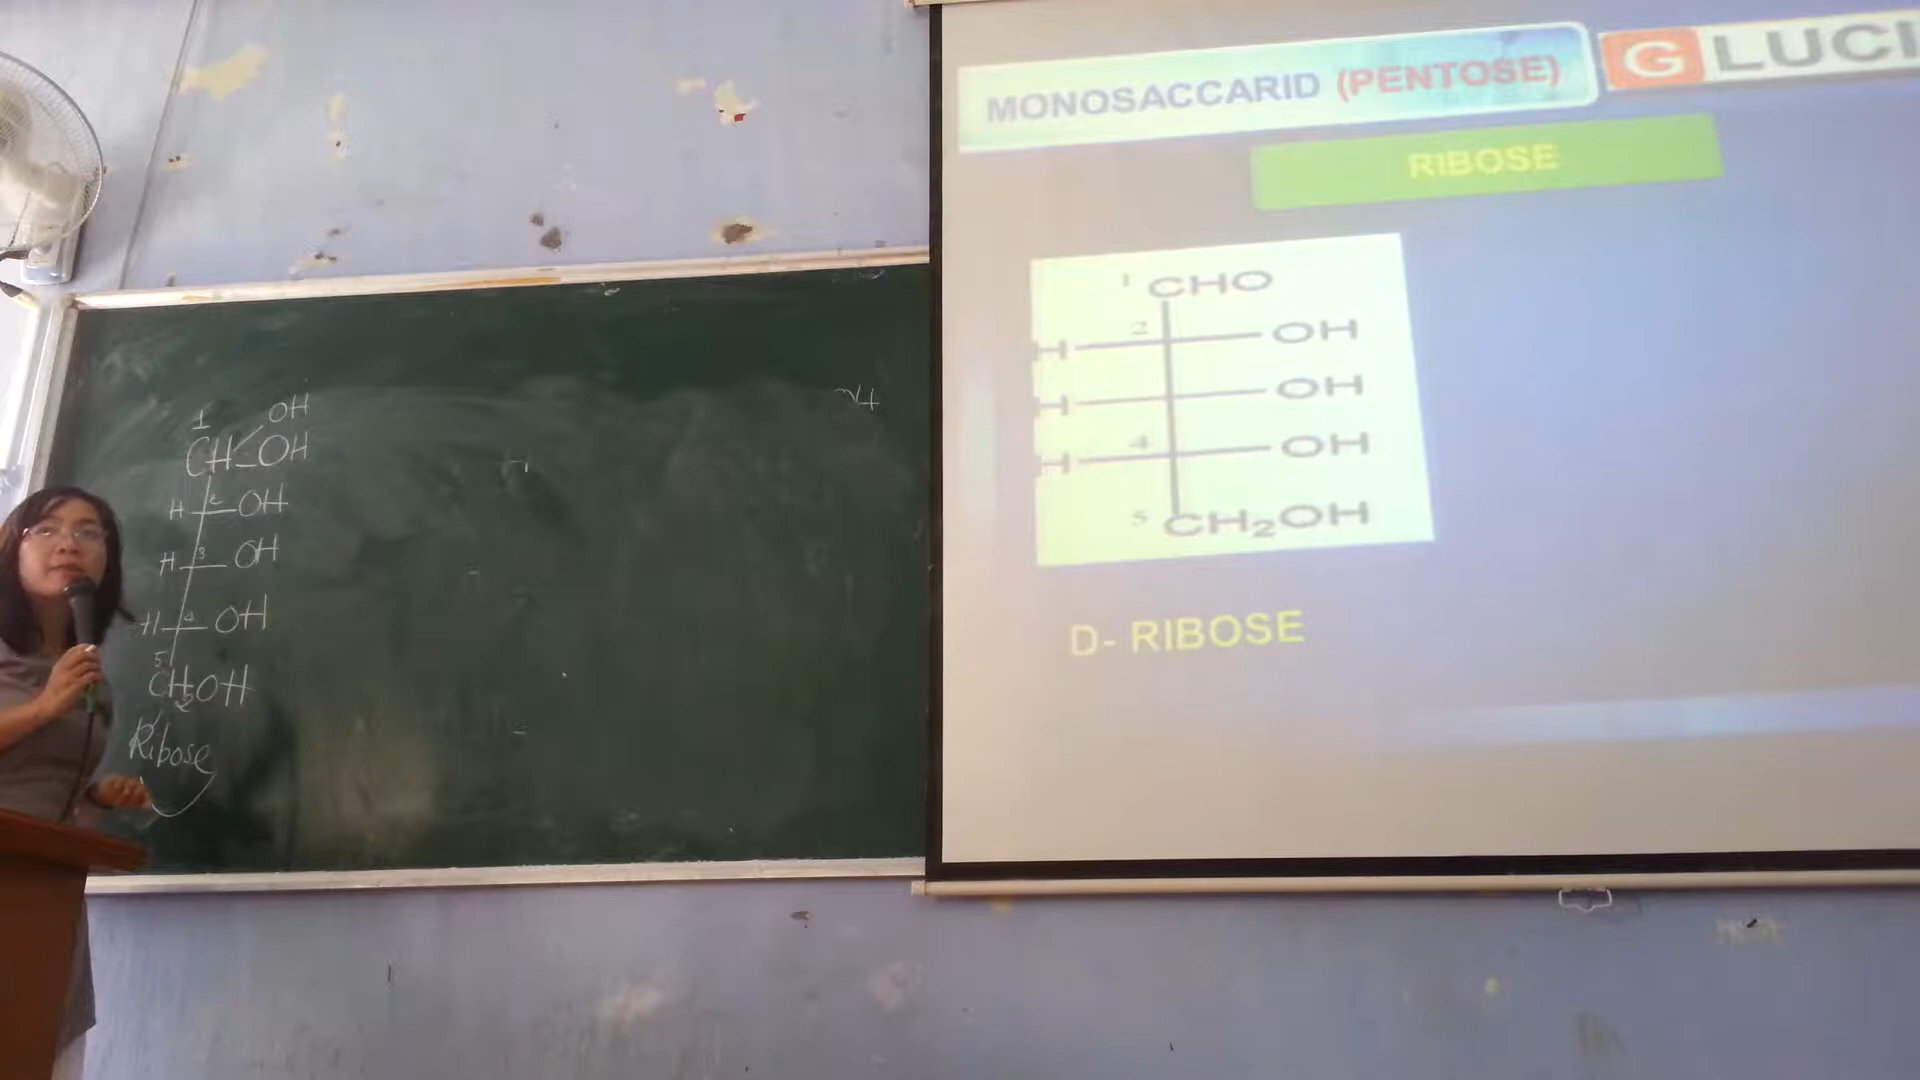 1 OH
CH OH
H 2 OH
H 3 OH
H 4 OH
5
CH2OH
Ribose
MONOSACCARID (PENTOSE)
GLUCI
RIBOSE
1 CHO
H 2 OH
H OH
H 4 OH
5 CH2OH
D- RIBOSE